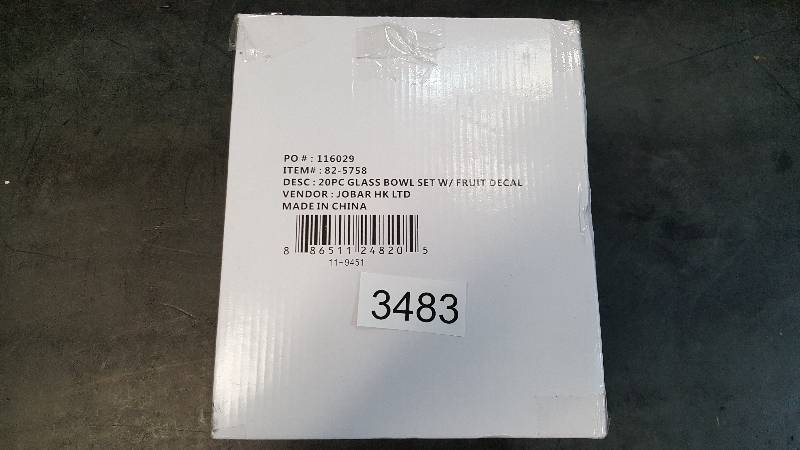 PO # : 116029
ITEM# : 82-5758
DESC : 20PC GLASS BOWL SET W/ FRUIT DECAL
VENDOR : JOBAR HK LTD
MADE IN CHINA
8 86511 24820 5
11-9451
3483